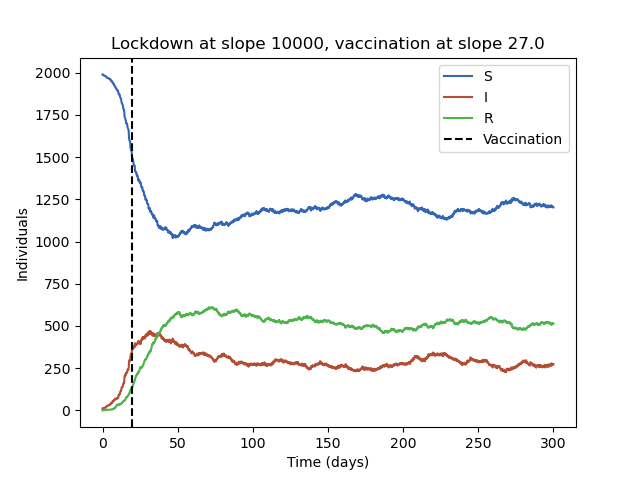 Lockdown at slope 10000, vaccination at slope 27.0
2000
1750
1500
1250
1000
750
500
250
0
Individuals
S
I
R
Vaccination
0
50
100
150
200
250
300
Time (days)